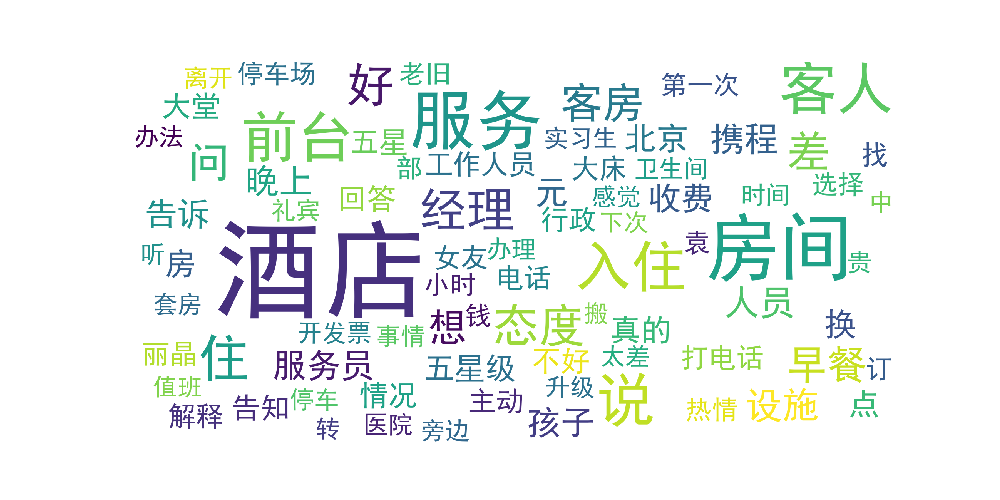 离开 停车场 好 老旧 第一次 客人
大堂 服务 客房
办法 前台 五星 实习生 北京 携程 差 找
问 部 工作人员 大床 卫生间
晚上 回答 经理 元 感觉 收费 时间 选择 中
告诉 礼宾 行政 下次
听 房 酒店 女友 办理 入住 袁 房间 贵
小时 电话
套房 钱 搬 人员
开发票 事情 想 态度 真的 换
丽晶 住 服务员 五星级 不好 太差 打电话 早餐 订
值班 停车 情况 升级 说
解释 告知 主动 热情 设施 点
转 医院 旁边 孩子